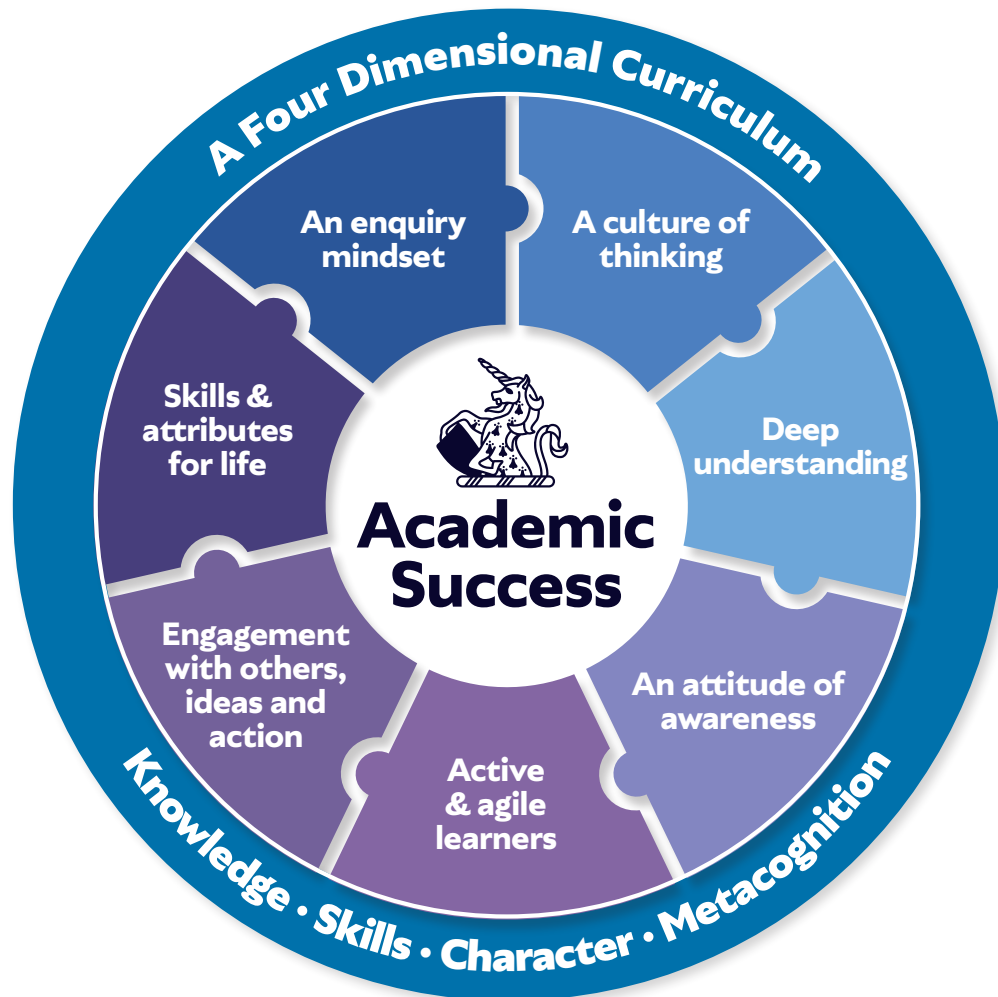 A Four Dimensional Curriculum
An enquiry
mindset
A culture of
thinking
Skills &
attributes
for life
Deep
understanding
Academic
Success
Engagement
with others,
ideas and
action
An attitude of
awareness
Active
& agile
learners
Knowledge • Skills • Character • Metacognition